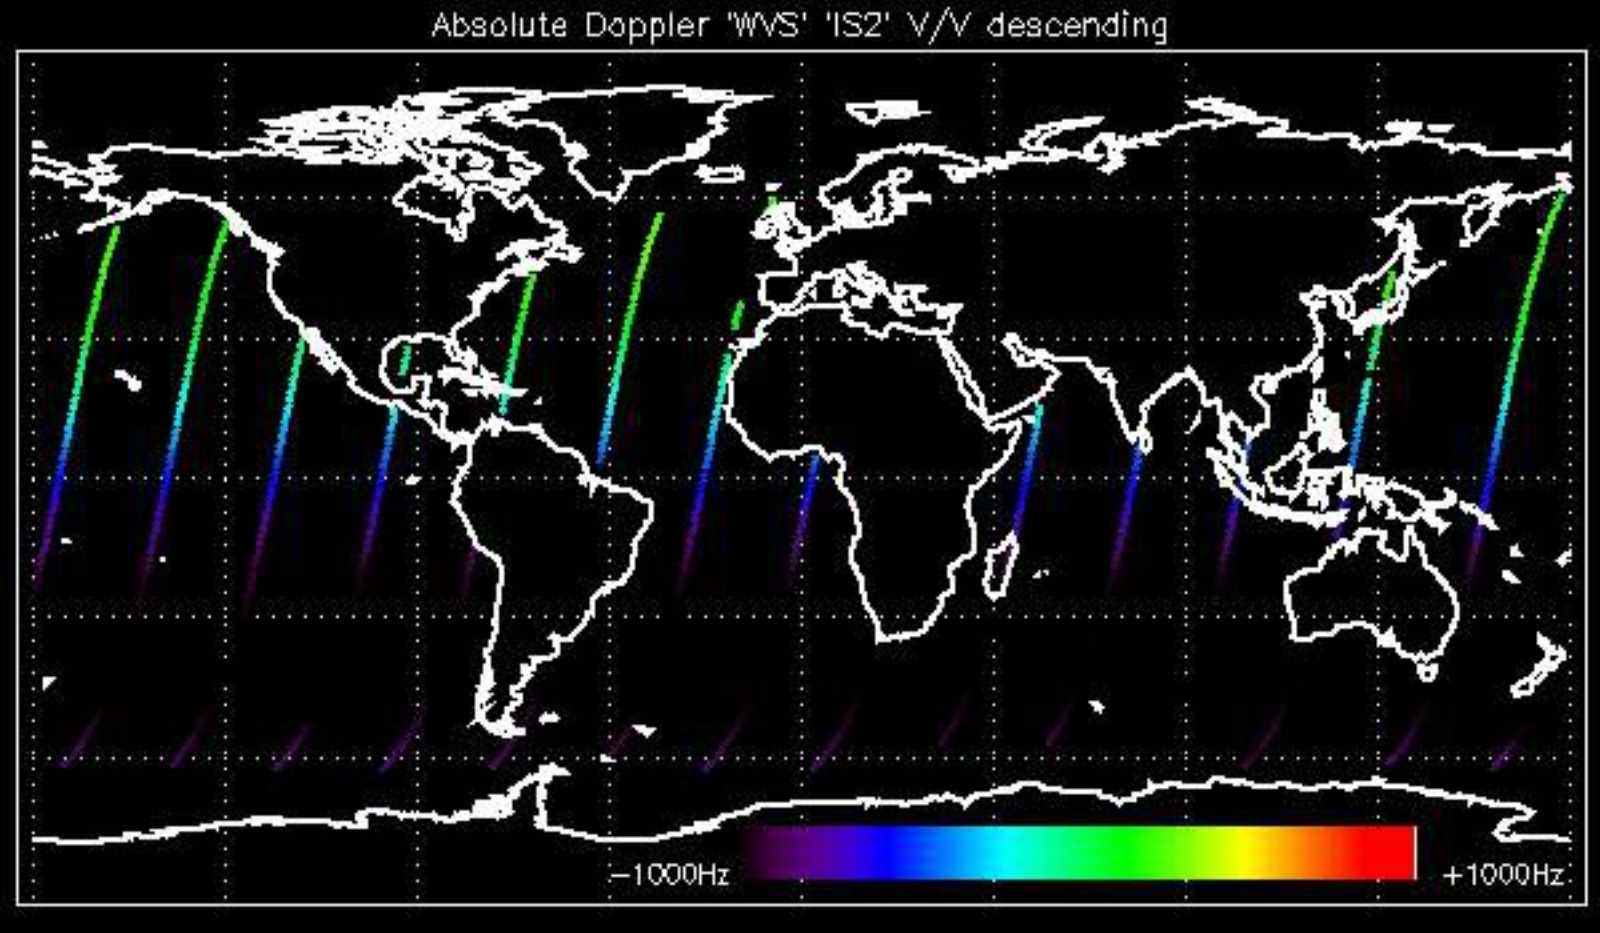 Absolute Doppler 'WVS' 'IS2' V/V descending
−1000Hz +1000Hz